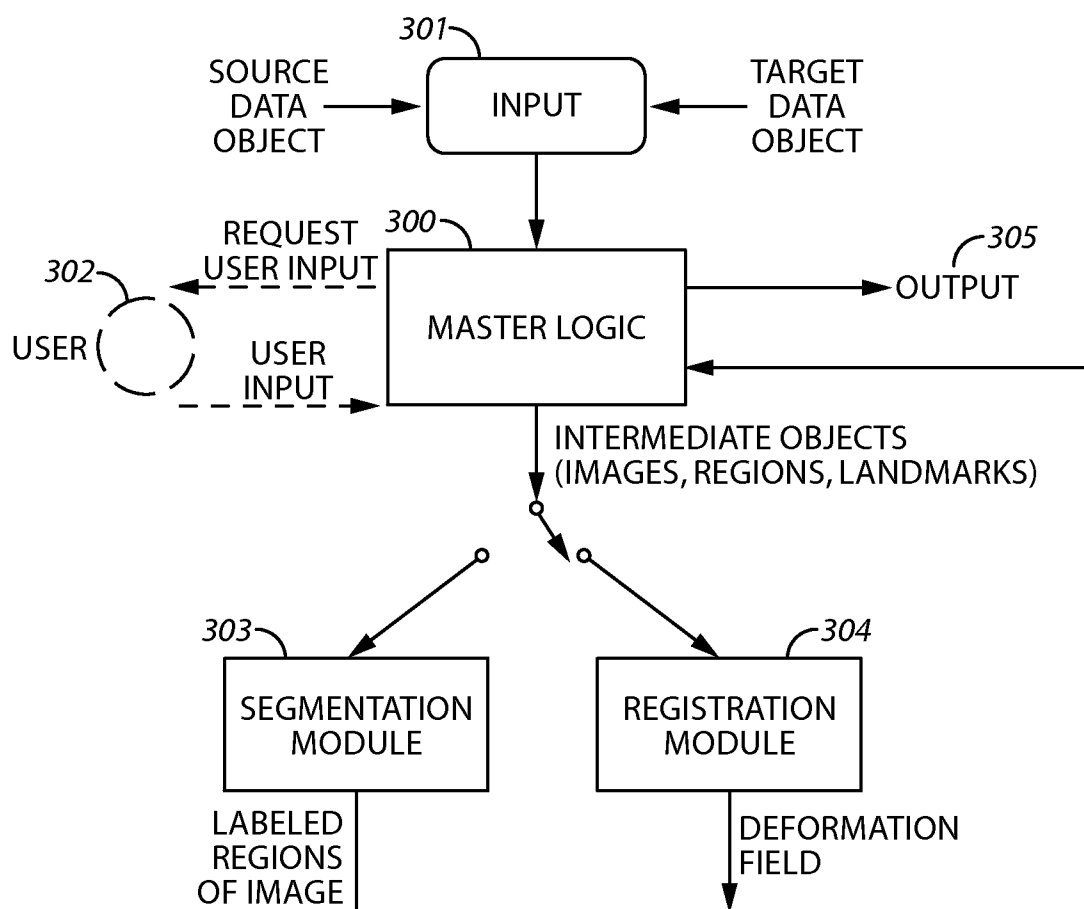 301
SOURCE
DATA
OBJECT
INPUT
TARGET
DATA
OBJECT
300
REQUEST
USER INPUT
305
OUTPUT
302
USER
MASTER LOGIC
USER
INPUT
INTERMEDIATE OBJECTS
(IMAGES, REGIONS, LANDMARKS)
303
SEGMENTATION
MODULE
304
REGISTRATION
MODULE
LABELED
REGIONS
OF IMAGE
DEFORMATION
FIELD